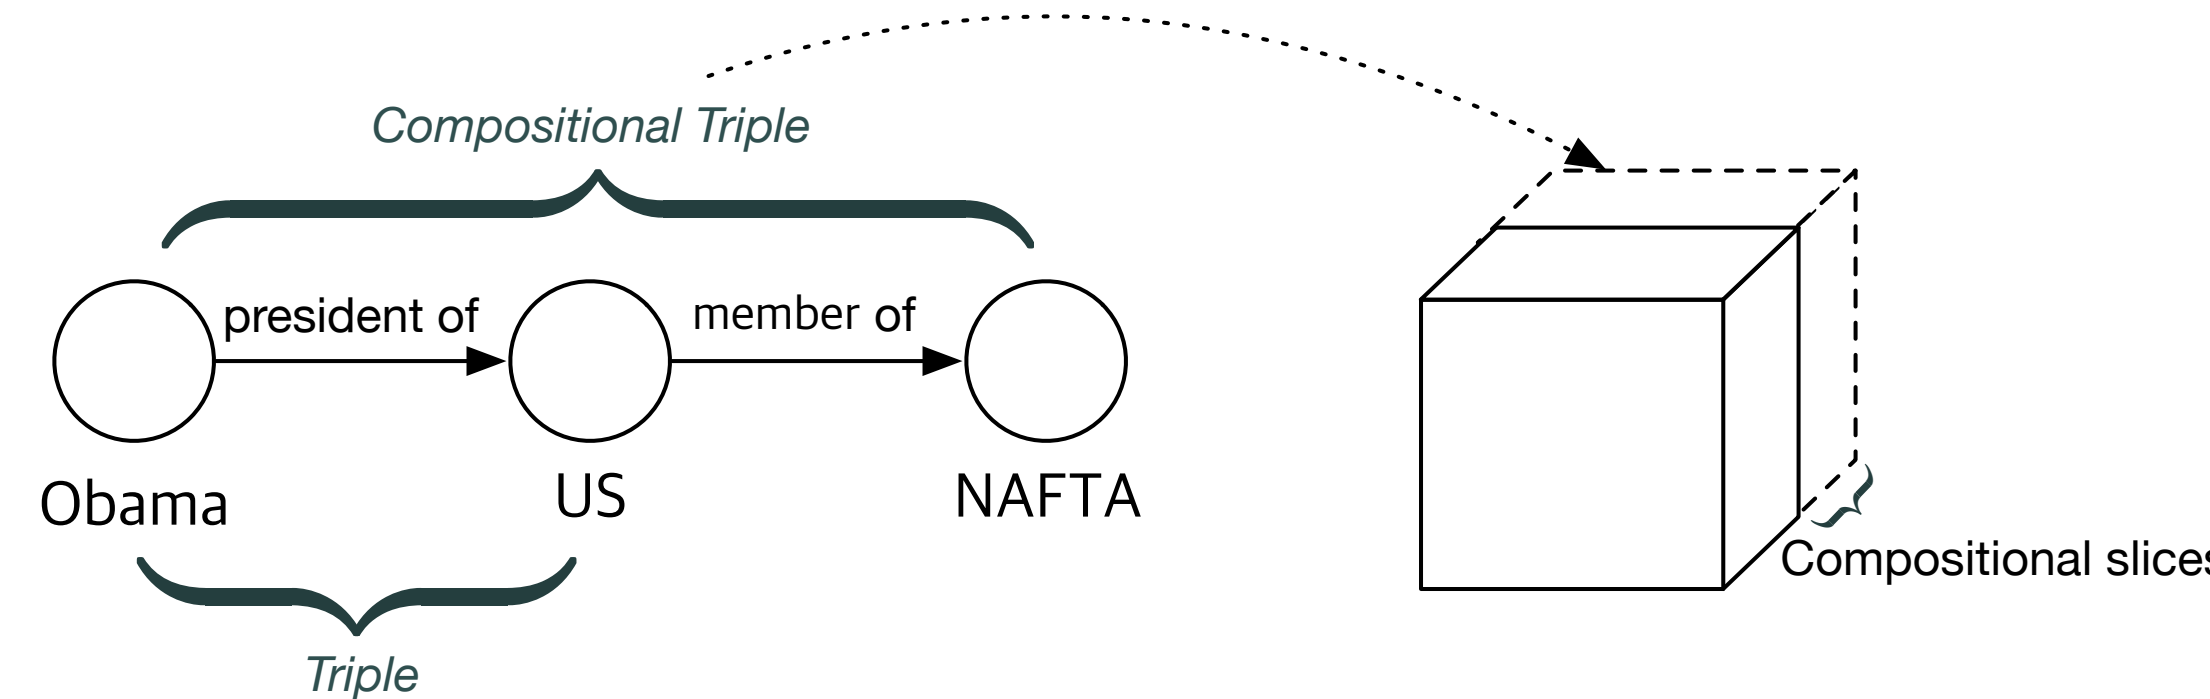 Compositional Triple
president of
member of
Obama
US
NAFTA
Compositional slices
Triple